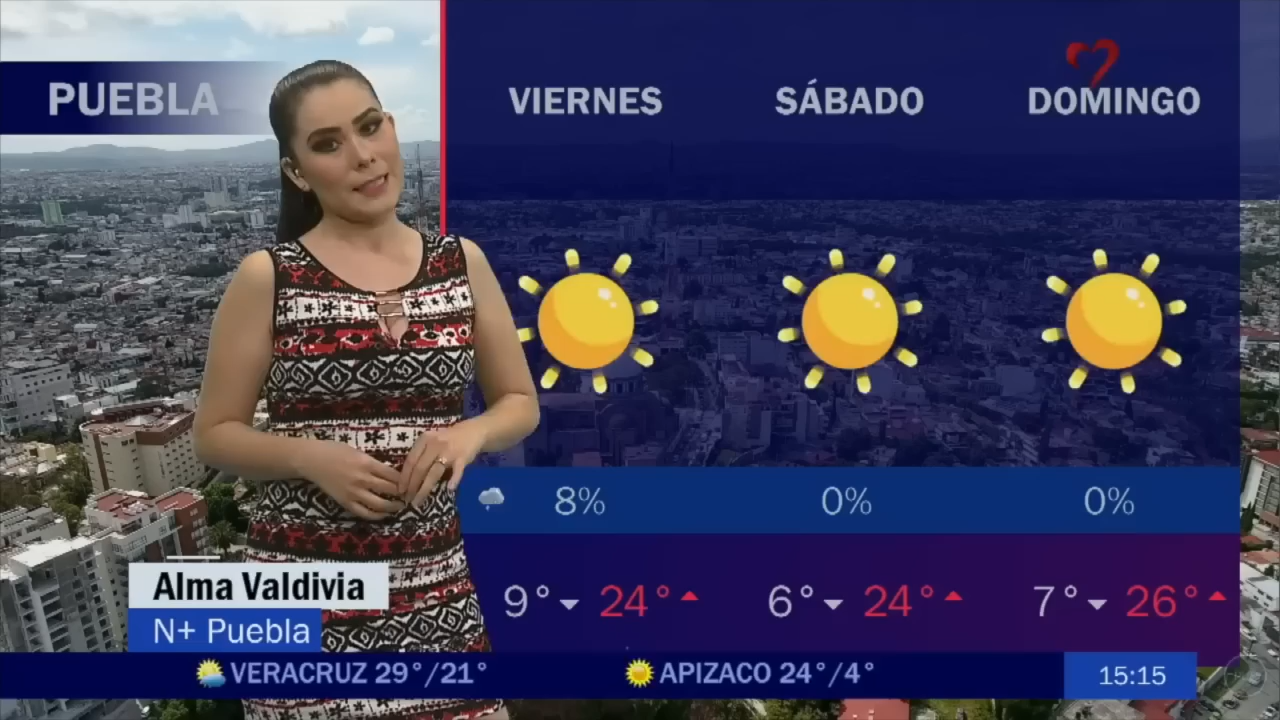 PUEBLA
VIERNES SÁBADO DOMINGO
8% 0% 0%
9° 24° 6° 24° 7° 26°
Alma Valdivia
N+ Puebla
VERACRUZ 29°/21° APIZACO 24°/4° 15:15